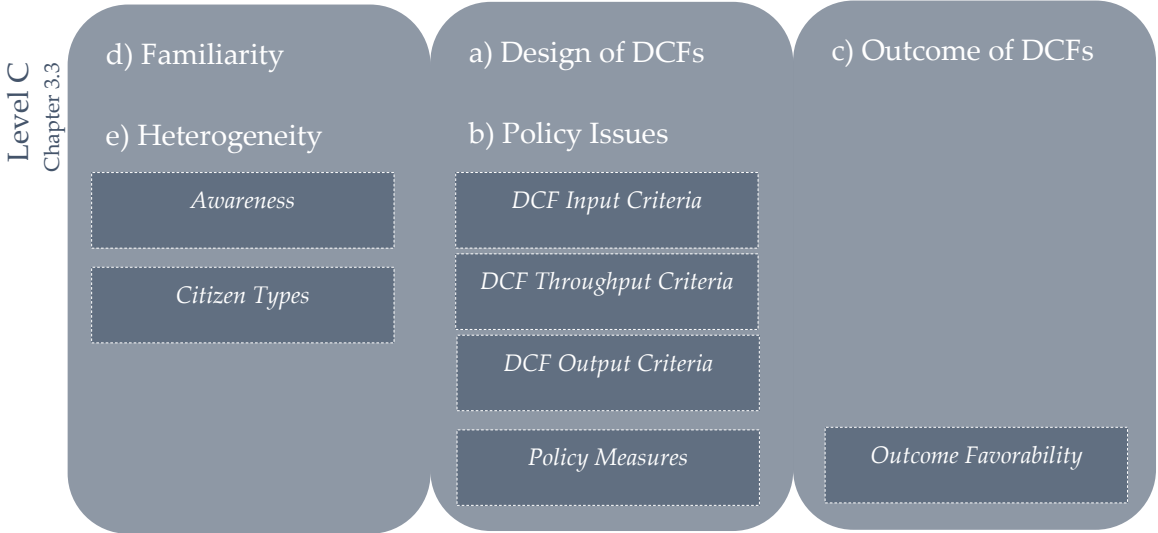 Level C
Chapter 3.3
d) Familiarity
e) Heterogeneity
Awareness
Citizen Types
a) Design of DCFs
b) Policy Issues
DCF Input Criteria
DCF Throughput Criteria
DCF Output Criteria
Policy Measures
c) Outcome of DCFs
Outcome Favorability